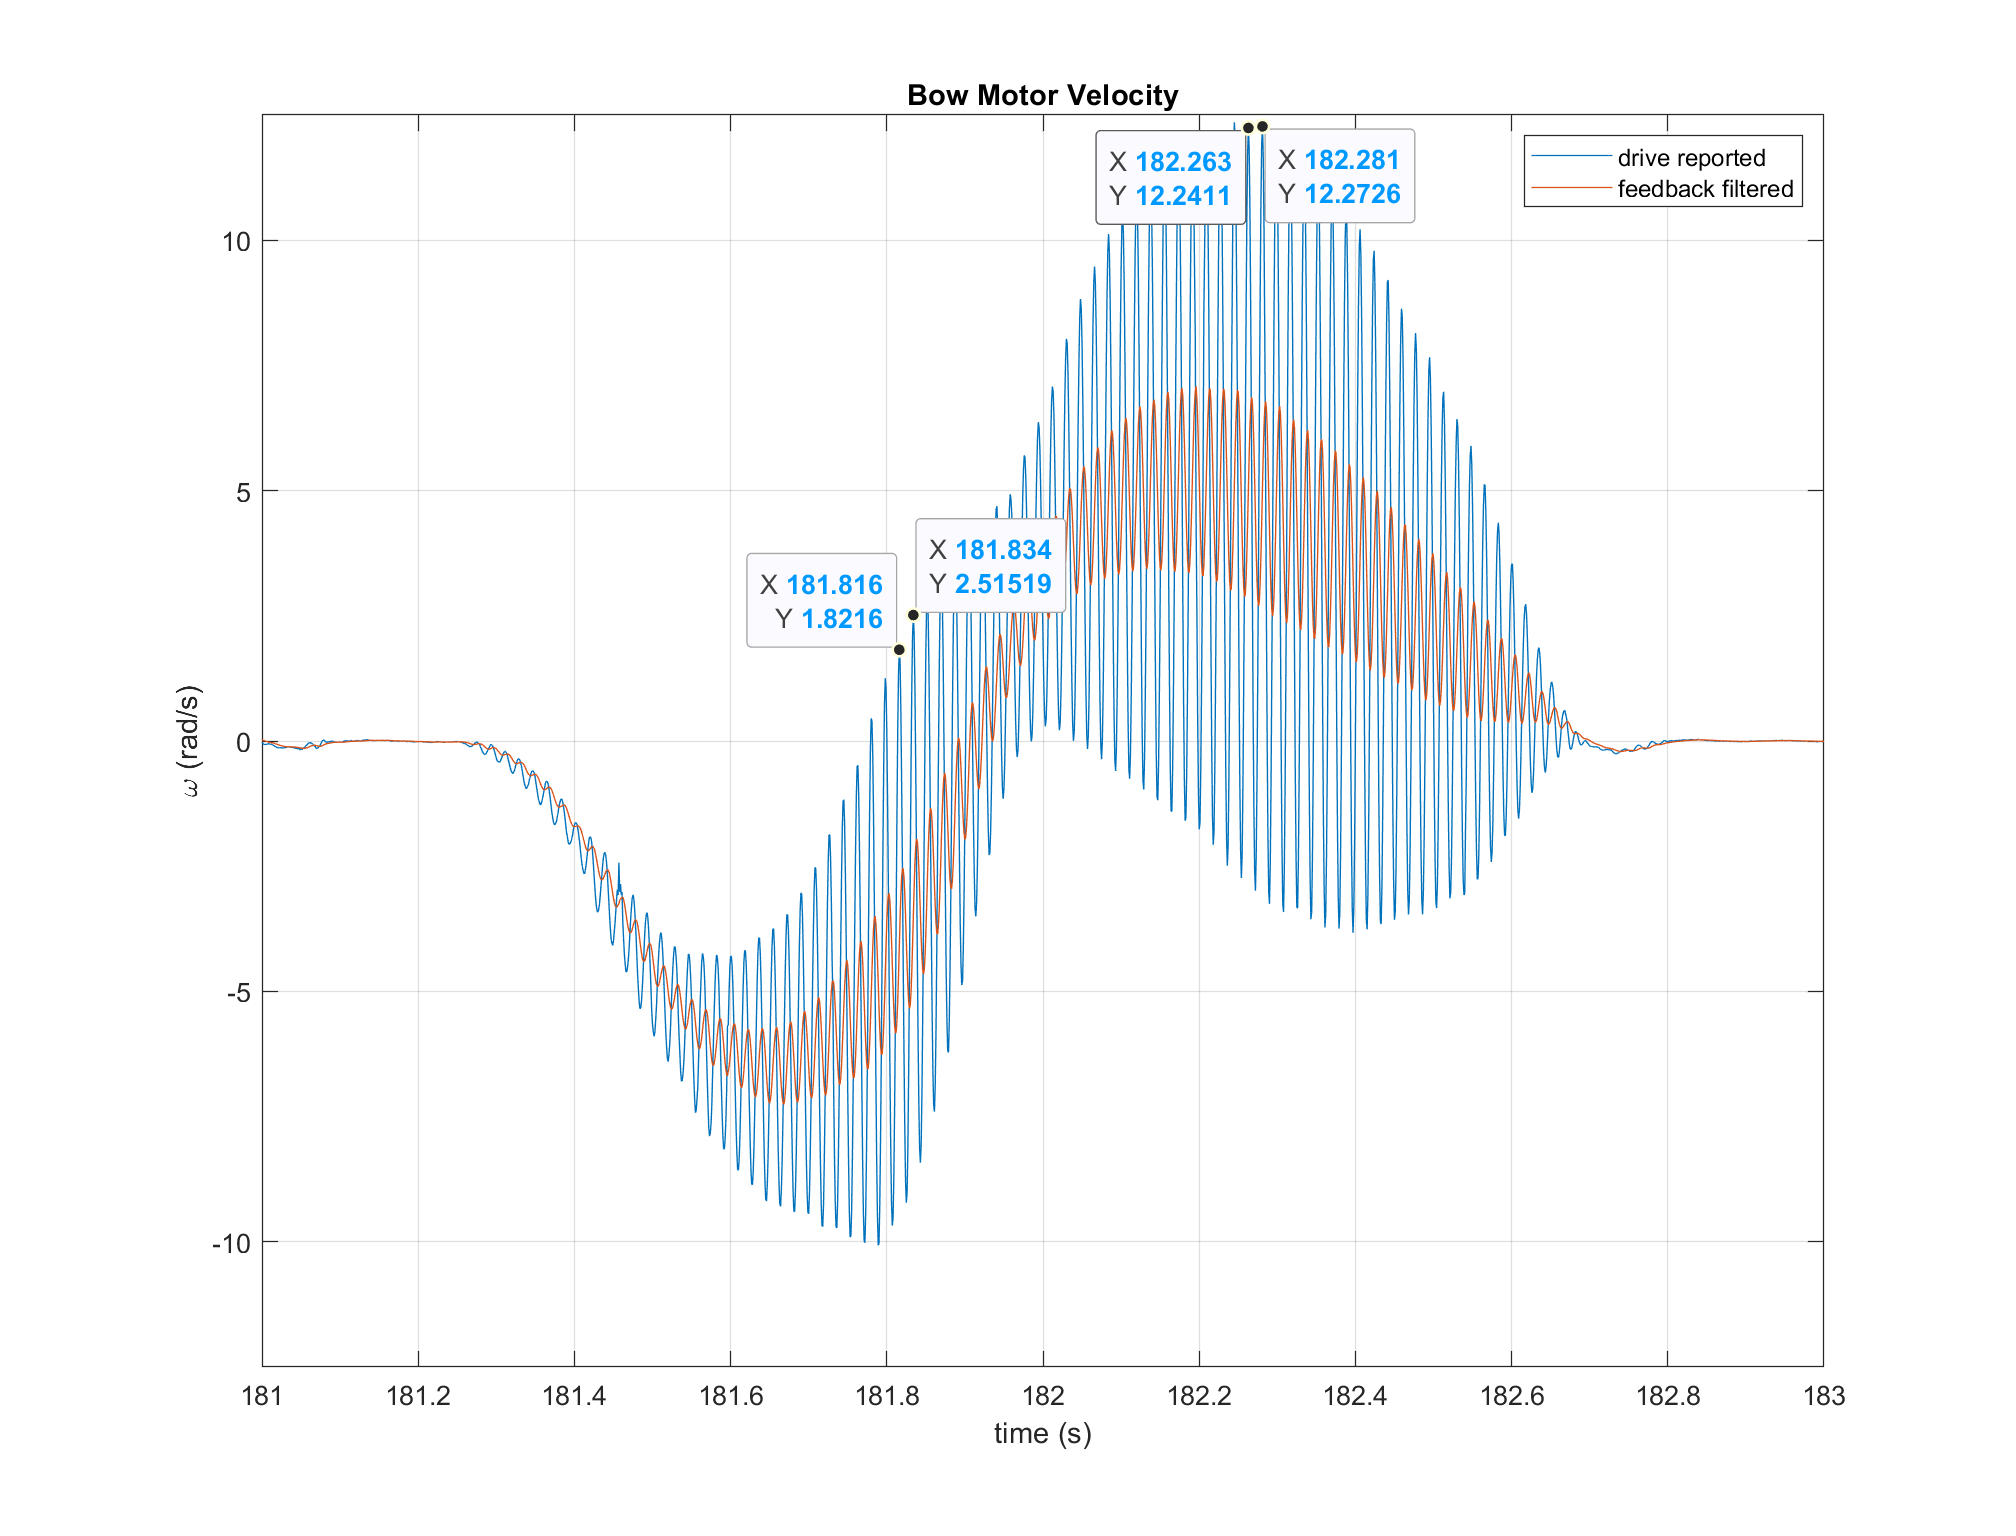 Bow Motor Velocity
X 182.263
Y 12.2411
X 182.281
Y 12.2726
drive reported
feedback filtered
X 181.816
Y 1.8216
X 181.834
Y 2.51519
10
5
0
-5
-10
ω (rad/s)
181
181.2
181.4
181.6
181.8
182
182.2
182.4
182.6
182.8
183
time (s)